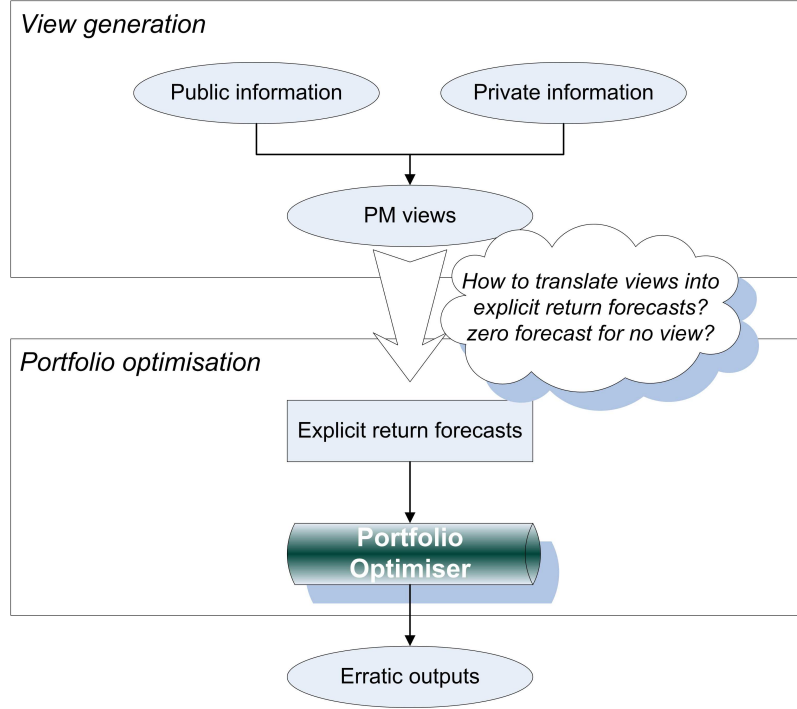 View generation
Public information
Private information
PM views
How to translate views into
explicit return forecasts?
zero forecast for no view?
Portfolio optimisation
Explicit return forecasts
Portfolio
Optimiser
Erratic outputs